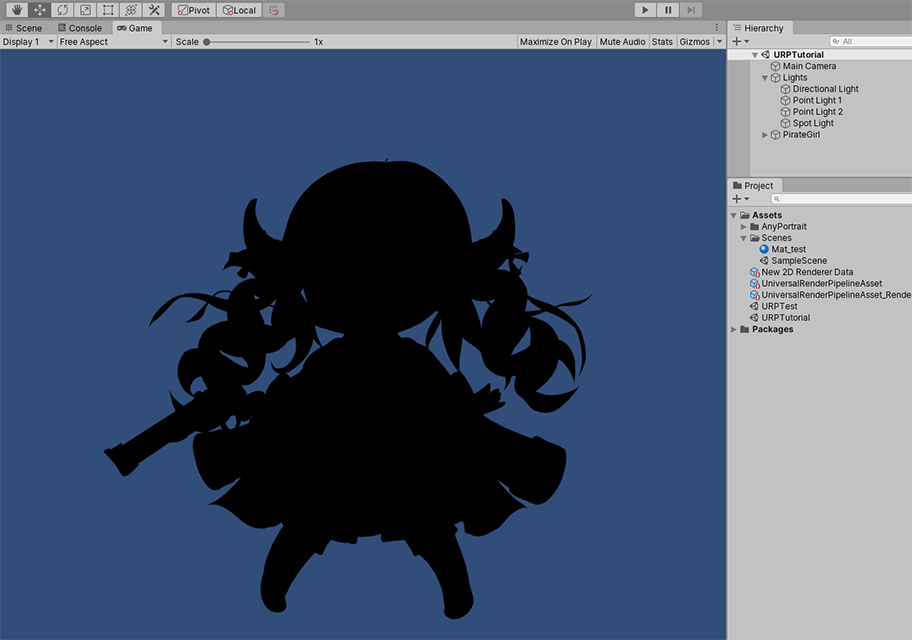 Pivot Local
Scene Console Game
Display 1 Free Aspect Scale 1x Maximize On Play Mute Audio Stats Gizmos
Hierarchy
All
URPTutorial
Main Camera
Lights
Directional Light
Point Light 1
Point Light 2
Spot Light
PirateGirl
Project
Assets
AnyPortrait
Scenes
Mat_test
SampleScene
New 2D Renderer Data
UniversalRenderPipelineAsset
UniversalRenderPipelineAsset_Rende
URPTest
URPTutorial
Packages